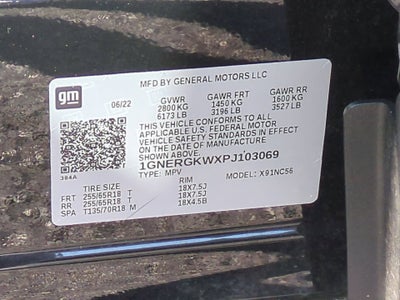 MFD BY GENERAL MOTORS LLC
gm
06/22 GVWR GAWR FRT GAWR RR
2800 KG 1450 KG 1600 KG
6173 LB 3196 LB 3527 LB
THIS VEHICLE CONFORMS TO ALL
APPLICABLE U.S. FEDERAL MOTOR
VEHICLE SAFETY STANDARDS IN EFFECT
ON THE DATE OF MANUFACTURE
SHOWN ABOVE.
1GNERGKWXPJ103069
384A TYPE: MPV MODEL: X91NC56
TIRE SIZE RIM
FRT 255/65R18 T 18X7.5J
RR 255/65R18 T 18X7.5J
SPA T135/70R18 M 18X4.5B